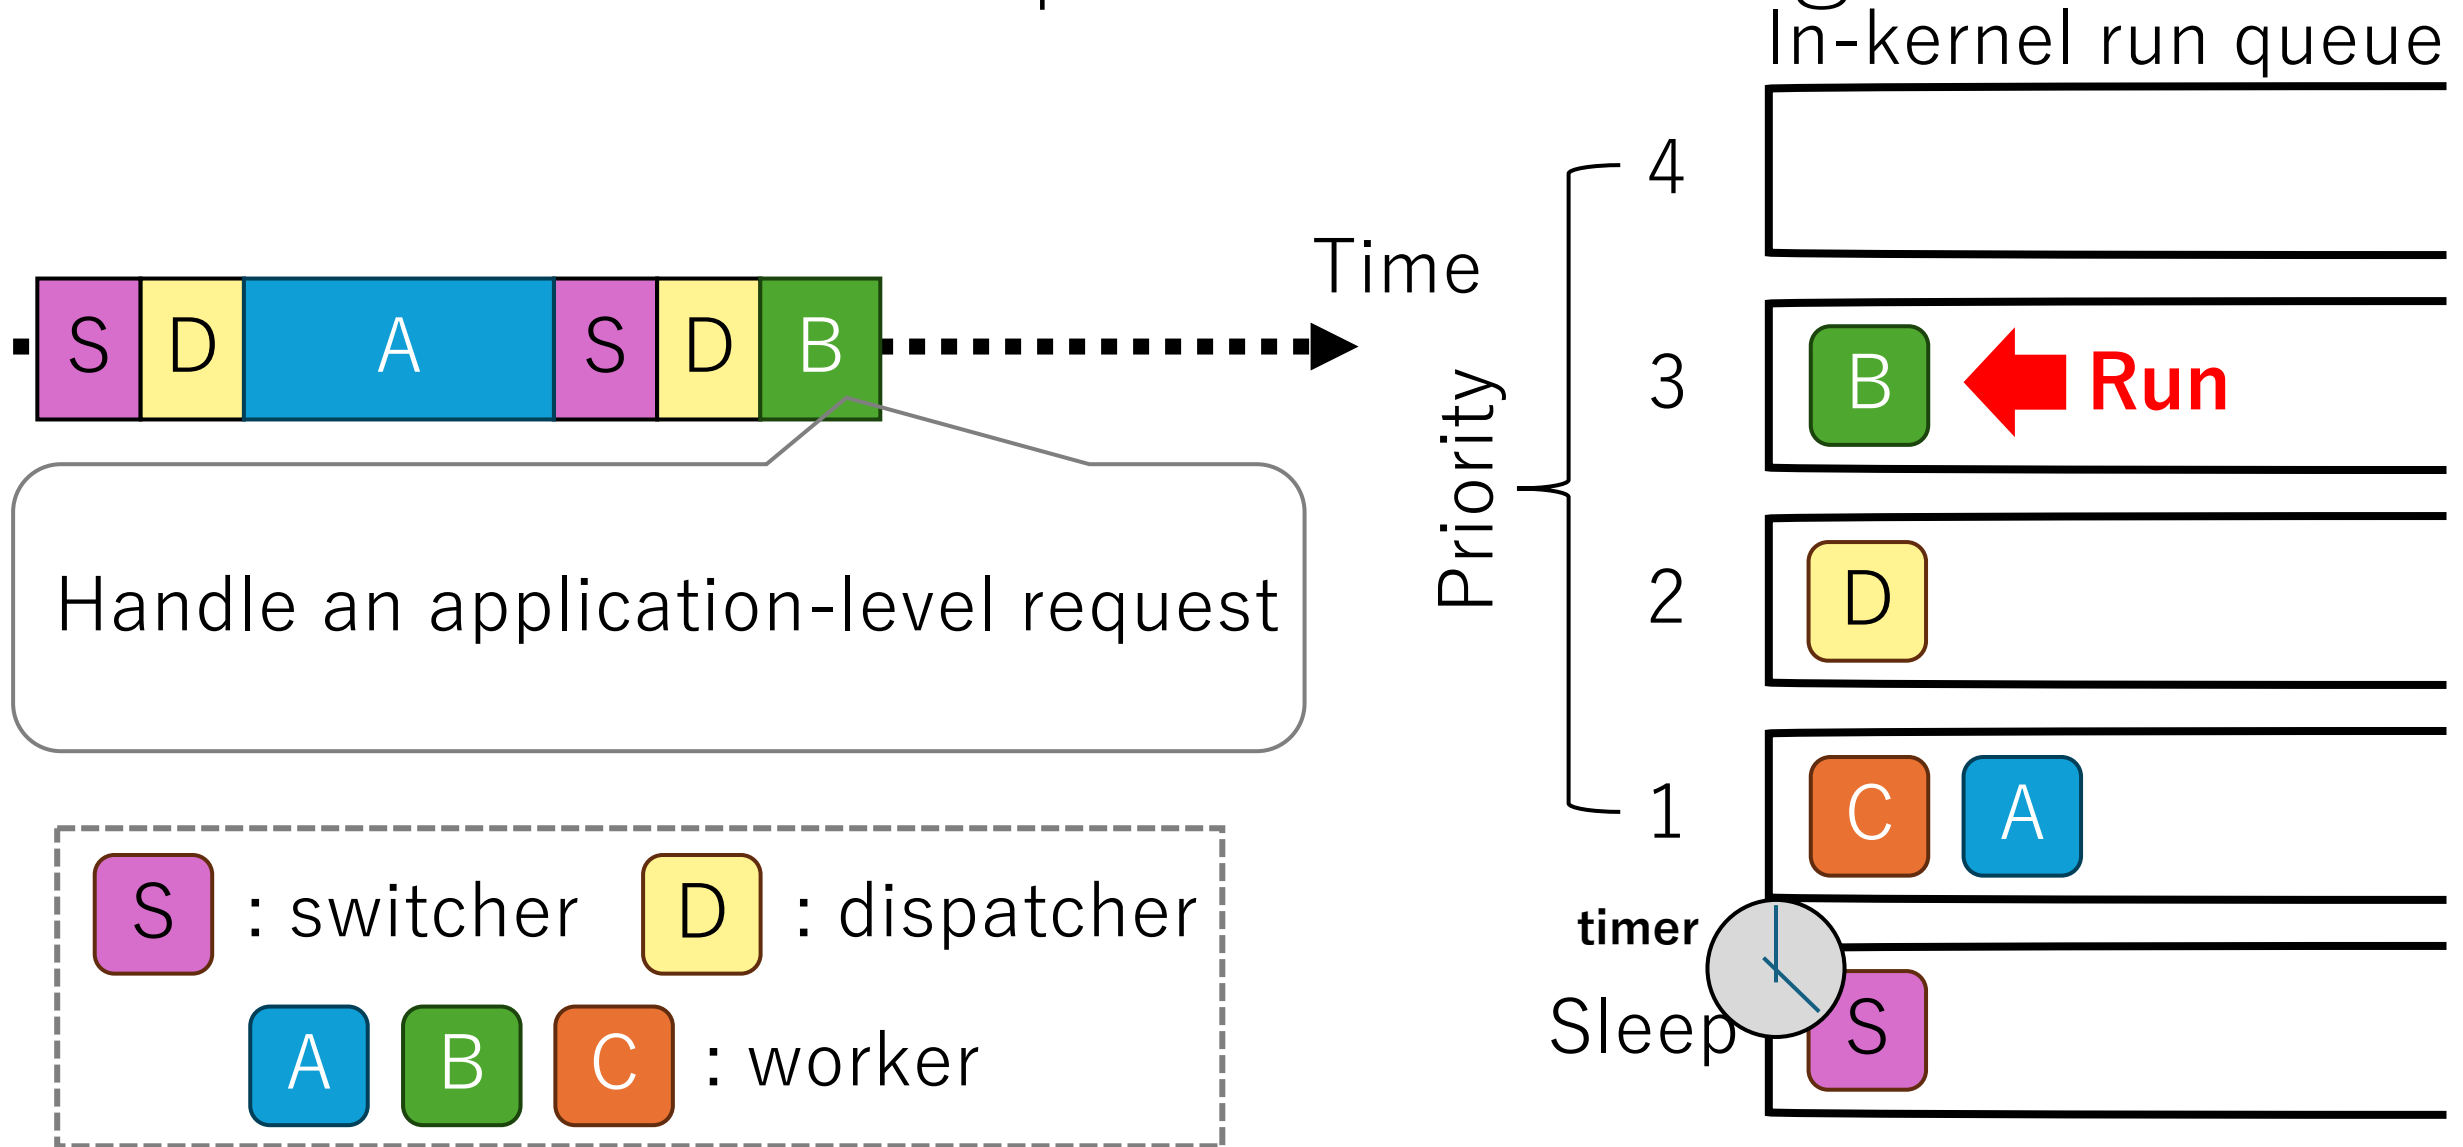 In-kernel run queue
4
Time
S D A S D B
3
B Run
Priority
Handle an application-level request
2
D
1
C A
S : switcher D : dispatcher
timer
Sleep
S
A B C : worker